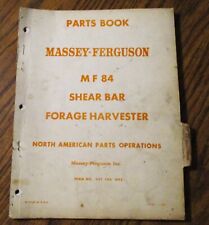 PARTS BOOK
MASSEY-FERGUSON
MF 84
SHEAR BAR
FORAGE HARVESTER
NORTH AMERICAN PARTS OPERATIONS
Massey-Ferguson Inc.